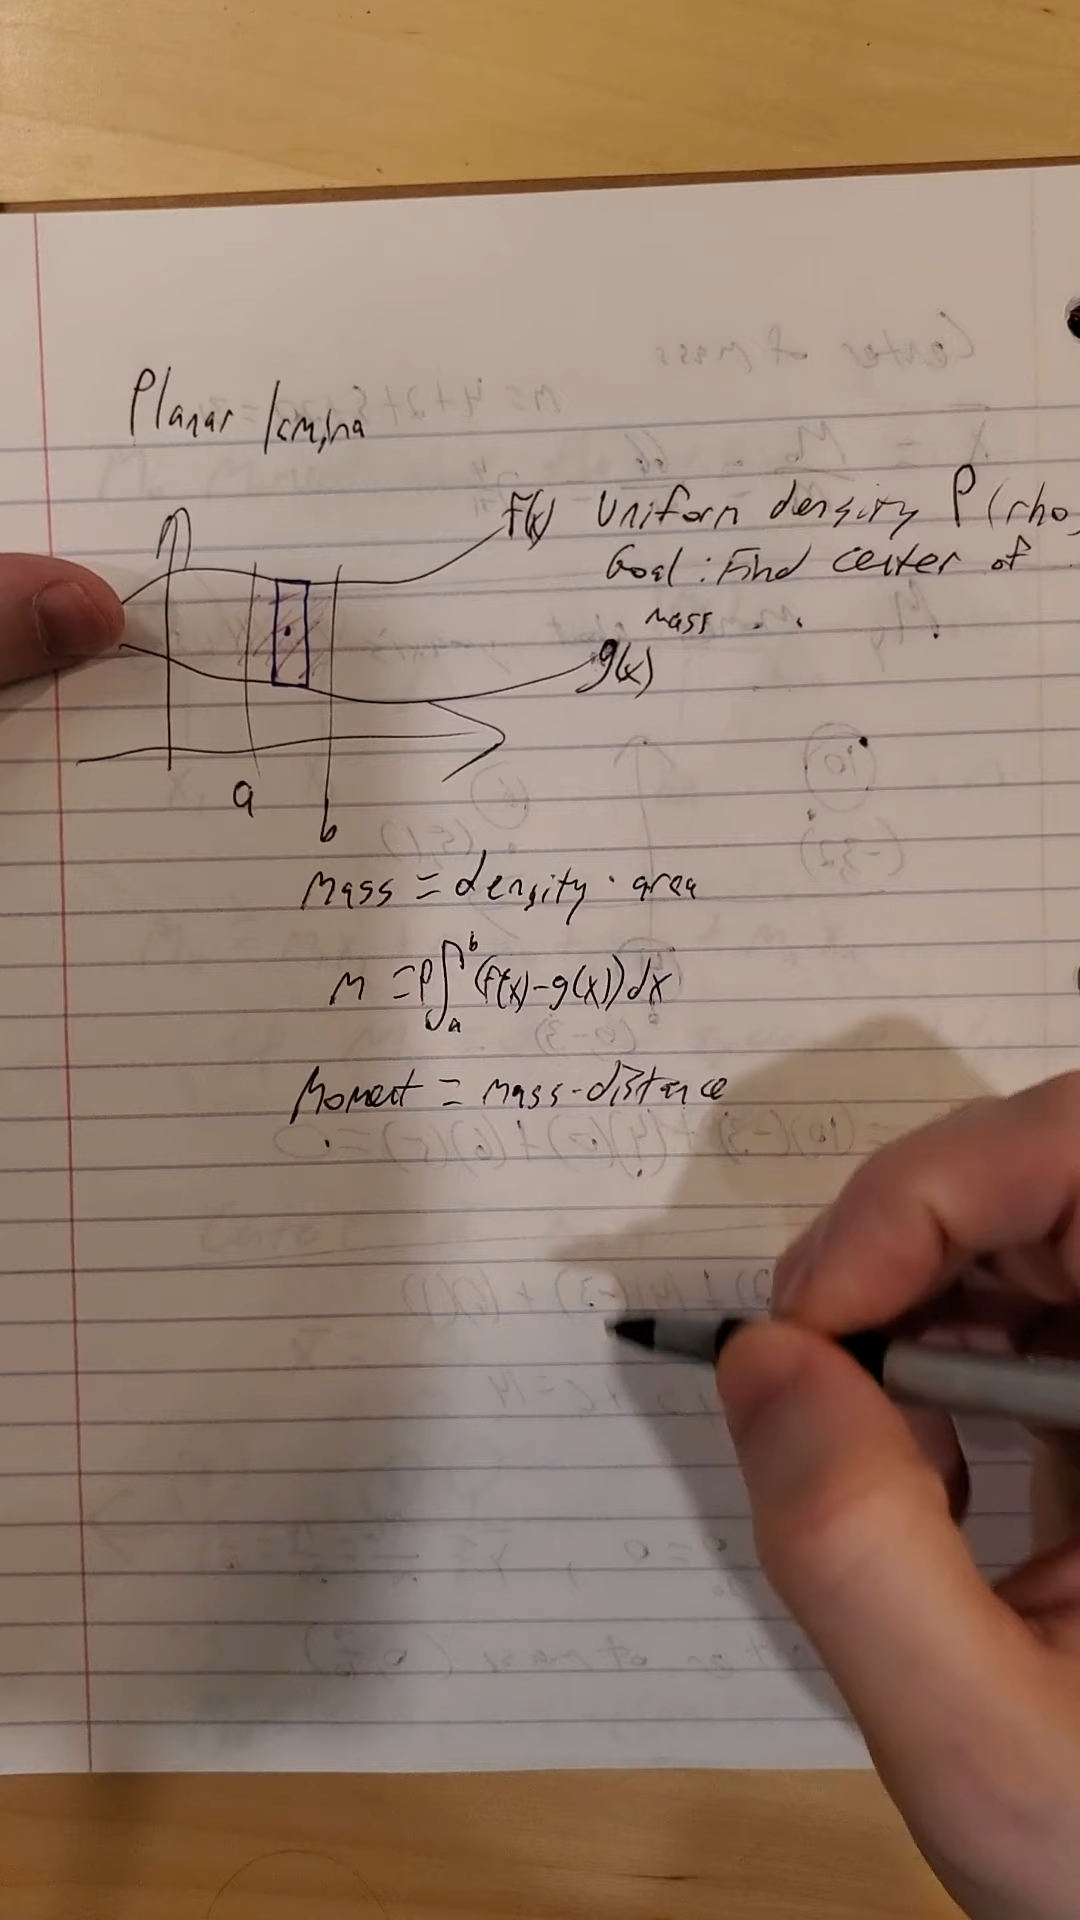 Planar lamina
f(x) Uniform density ρ (rho
Goal: Find center of
mass
g(x)
a
b
Mass = density · area
M = ρ∫ₐᵇ (f(x)-g(x)) dx
Moment = mass·distance